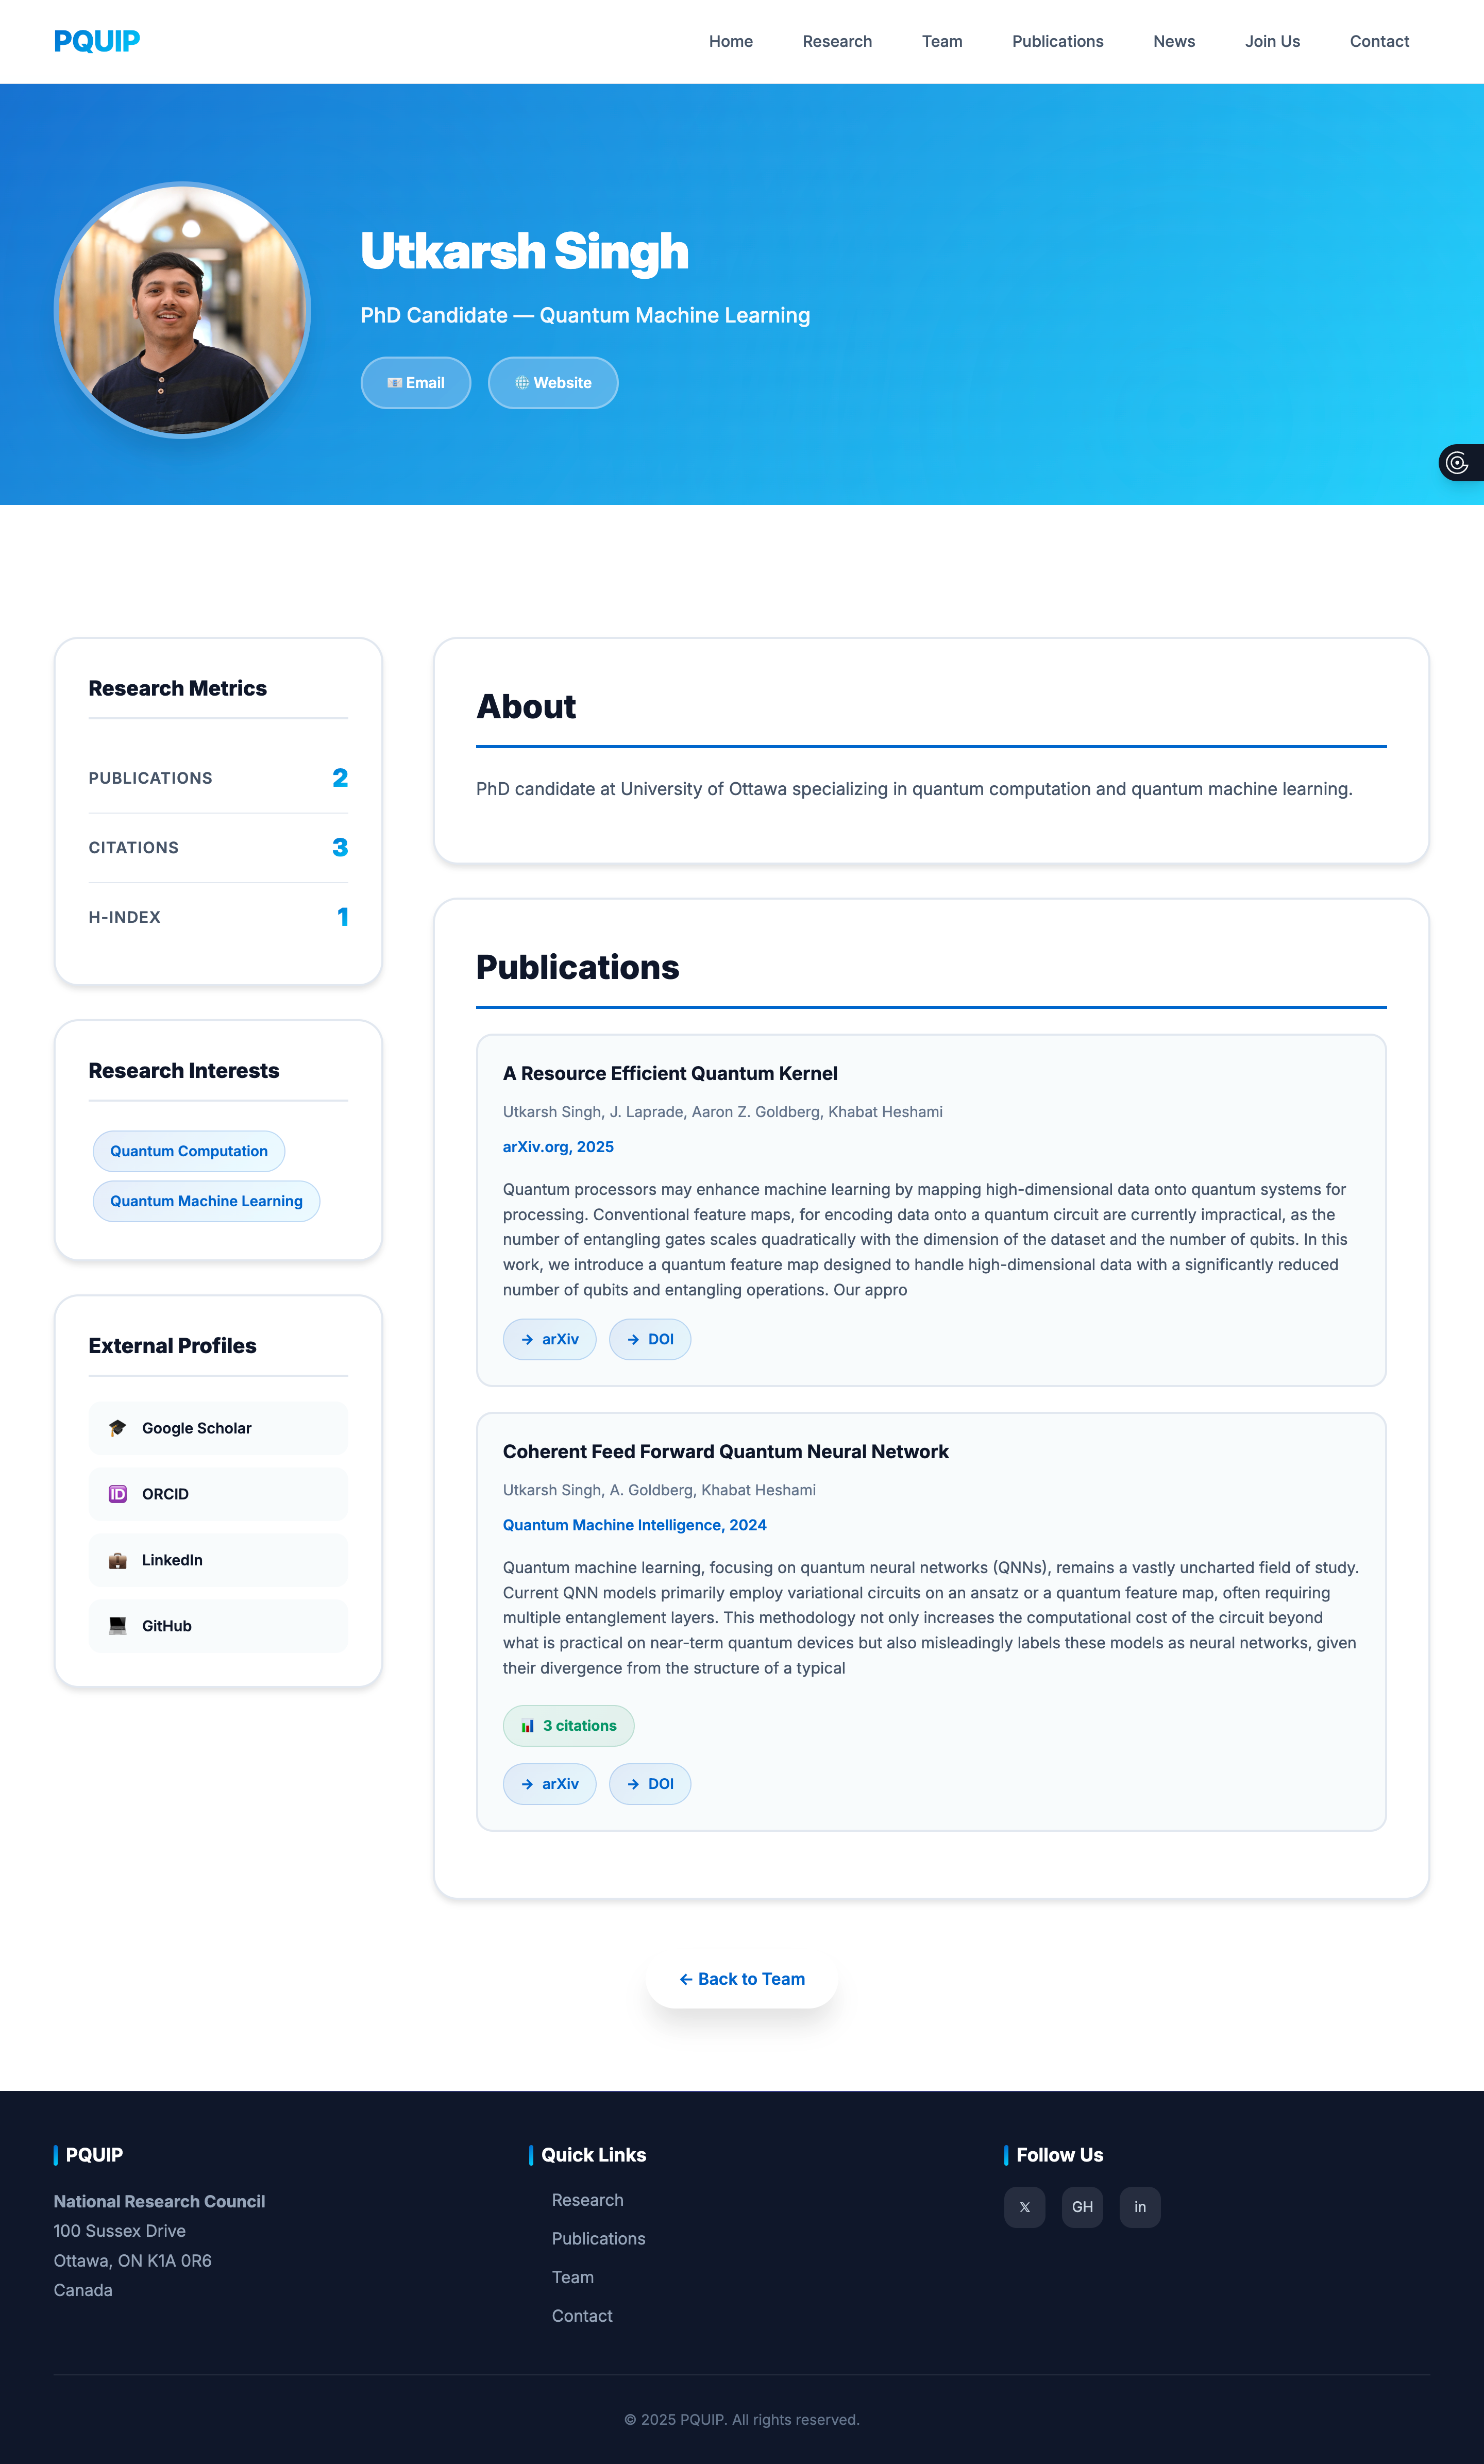 PQUIP
Home
Research
Team
Publications
News
Join Us
Contact
Utkarsh Singh
PhD Candidate — Quantum Machine Learning
📧 Email
🌐 Website
Research Metrics
PUBLICATIONS 2
CITATIONS 3
H-INDEX 1
Research Interests
Quantum Computation
Quantum Machine Learning
External Profiles
🎓 Google Scholar
🆔 ORCID
💼 LinkedIn
💻 GitHub
About
PhD candidate at University of Ottawa specializing in quantum computation and quantum machine learning.
Publications
A Resource Efficient Quantum Kernel
Utkarsh Singh, J. Laprade, Aaron Z. Goldberg, Khabat Heshami
arXiv.org, 2025
Quantum processors may enhance machine learning by mapping high-dimensional data onto quantum systems for
processing. Conventional feature maps, for encoding data onto a quantum circuit are currently impractical, as the
number of entangling gates scales quadratically with the dimension of the dataset and the number of qubits. In this
work, we introduce a quantum feature map designed to handle high-dimensional data with a significantly reduced
number of qubits and entangling operations. Our appro
→ arXiv
→ DOI
Coherent Feed Forward Quantum Neural Network
Utkarsh Singh, A. Goldberg, Khabat Heshami
Quantum Machine Intelligence, 2024
Quantum machine learning, focusing on quantum neural networks (QNNs), remains a vastly uncharted field of study.
Current QNN models primarily employ variational circuits on an ansatz or a quantum feature map, often requiring
multiple entanglement layers. This methodology not only increases the computational cost of the circuit beyond
what is practical on near-term quantum devices but also misleadingly labels these models as neural networks, given
their divergence from the structure of a typical
📊 3 citations
→ arXiv
→ DOI
← Back to Team
PQUIP
National Research Council
100 Sussex Drive
Ottawa, ON K1A 0R6
Canada
Quick Links
Research
Publications
Team
Contact
Follow Us
𝕏
GH
in
© 2025 PQUIP. All rights reserved.